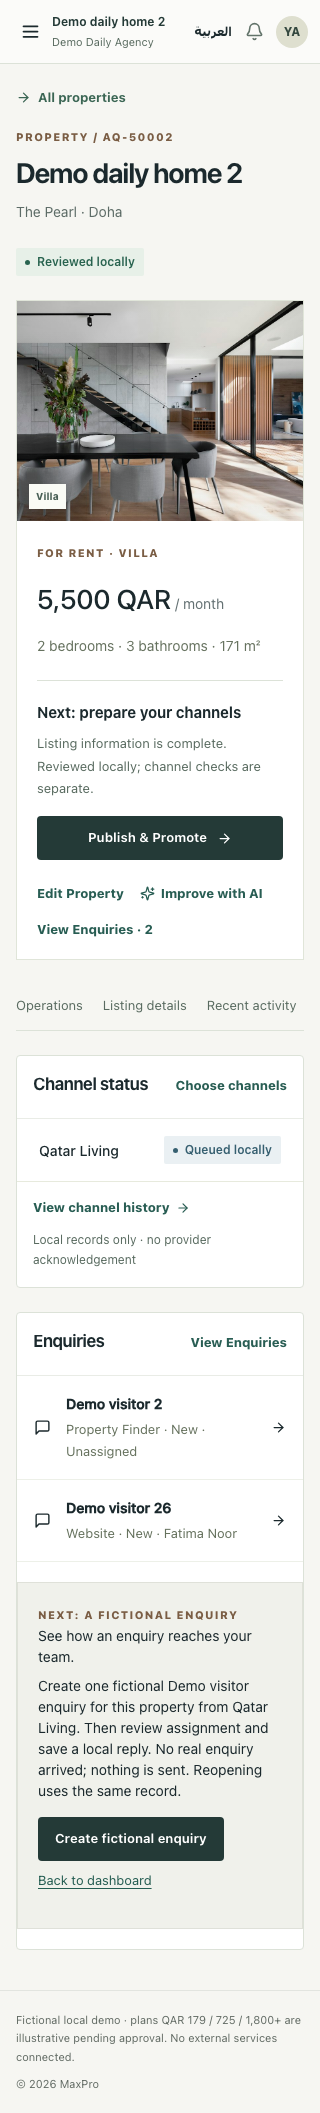 Demo daily home 2
Demo Daily Agency
العربية
YA
All properties
PROPERTY / AQ-50002
Demo daily home 2
The Pearl · Doha
Reviewed locally
Villa
FOR RENT · VILLA
5,500 QAR / month
2 bedrooms · 3 bathrooms · 171 m²
Next: prepare your channels
Listing information is complete.
Reviewed locally; channel checks are
separate.
Publish & Promote
Edit Property
Improve with AI
View Enquiries · 2
Operations
Listing details
Recent activity
Channel status
Choose channels
Qatar Living
Queued locally
View channel history
Local records only · no provider
acknowledgement
Enquiries
View Enquiries
Demo visitor 2
Property Finder · New ·
Unassigned
Demo visitor 26
Website · New · Fatima Noor
NEXT: A FICTIONAL ENQUIRY
See how an enquiry reaches your
team.
Create one fictional Demo visitor
enquiry for this property from Qatar
Living. Then review assignment and
save a local reply. No real enquiry
arrived; nothing is sent. Reopening
uses the same record.
Create fictional enquiry
Back to dashboard
Fictional local demo · plans QAR 179 / 725 / 1,800+ are
illustrative pending approval. No external services
connected.
© 2026 MaxPro